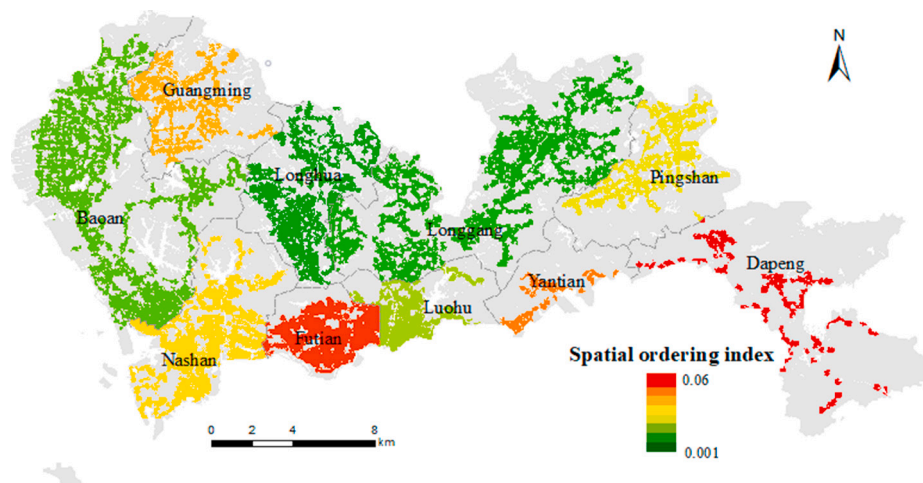 N
Guangming
Longhua
Pingshan
Baoan
Longgang
Dapeng
Yantian
Luohu
Futian
Nashan
Spatial ordering index
0.06
0.001
0 2 4 8
km